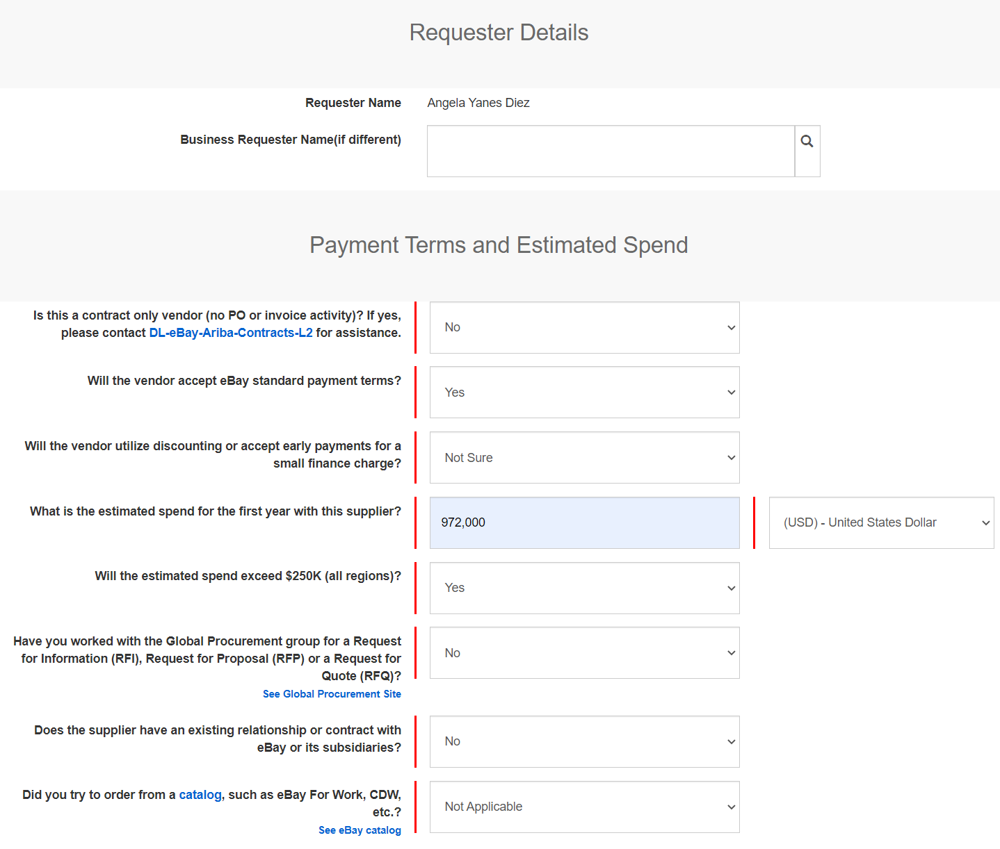 Requester Details
Requester Name
Angela Yanes Diez
Business Requester Name(if different)
Payment Terms and Estimated Spend
Is this a contract only vendor (no PO or invoice activity)? If yes,
please contact DL-eBay-Ariba-Contracts-L2 for assistance.
No
Will the vendor accept eBay standard payment terms?
Yes
Will the vendor utilize discounting or accept early payments for a
small finance charge?
Not Sure
What is the estimated spend for the first year with this supplier?
972,000
(USD) - United States Dollar
Will the estimated spend exceed $250K (all regions)?
Yes
Have you worked with the Global Procurement group for a Request
for Information (RFI), Request for Proposal (RFP) or a Request for
Quote (RFQ)?
See Global Procurement Site
No
Does the supplier have an existing relationship or contract with
eBay or its subsidiaries?
No
Did you try to order from a catalog, such as eBay For Work, CDW,
etc.?
See eBay catalog
Not Applicable